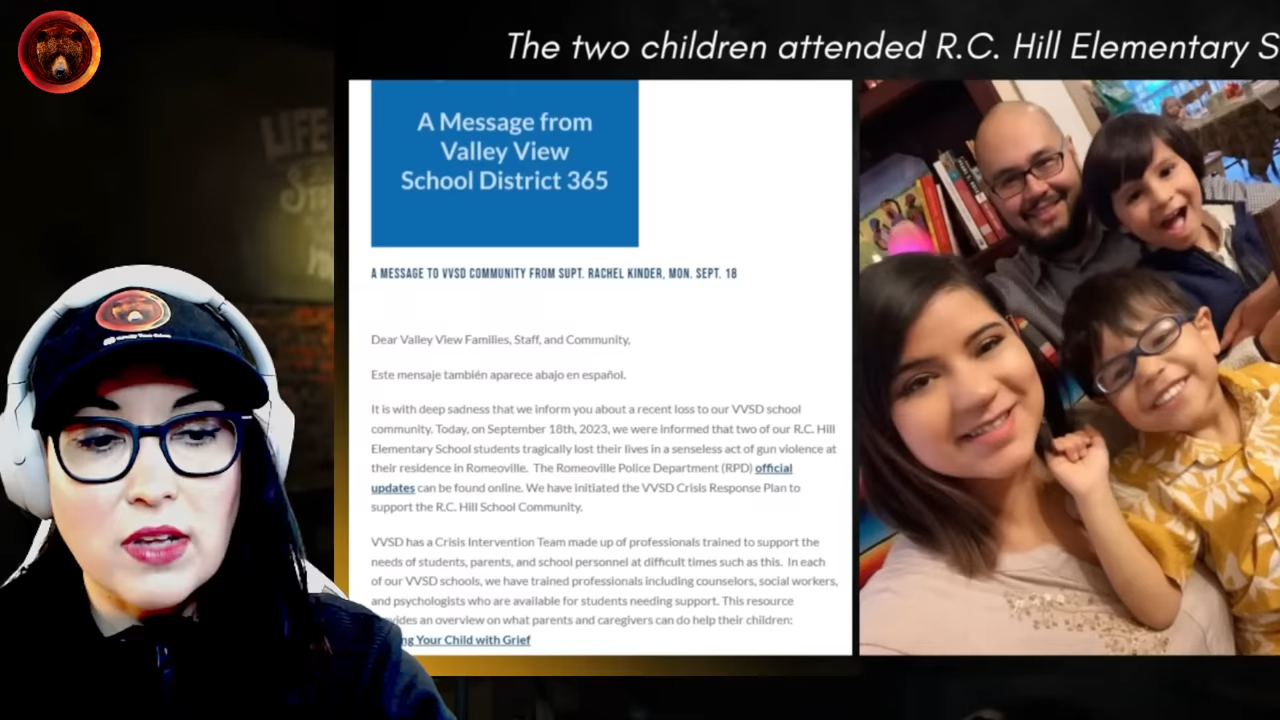 The two children attended R.C. Hill Elementary S
LIFE
A Message from
Valley View
School District 365
A MESSAGE TO VVSD COMMUNITY FROM SUPT. RACHEL KINDER, MON. SEPT. 18
Dear Valley View Families, Staff, and Community,
Este mensaje también aparece abajo en español.
It is with deep sadness that we inform you about a recent loss to our VVSD school
community. Today, on September 18th, 2023, we were informed that two of our R.C. Hill
Elementary School students tragically lost their lives in a senseless act of gun violence at
their residence in Romeoville. The Romeoville Police Department (RPD) official
updates can be found online. We have initiated the VVSD Crisis Response Plan to
support the R.C. Hill School Community.
VVSD has a Crisis Intervention Team made up of professionals trained to support the
needs of students, parents, and school personnel at difficult times such as this. In each
of our VVSD schools, we have trained professionals including counselors, social workers,
and psychologists who are available for students needing support. This resource
vides an overview on what parents and caregivers can do help their children:
ng Your Child with Grief